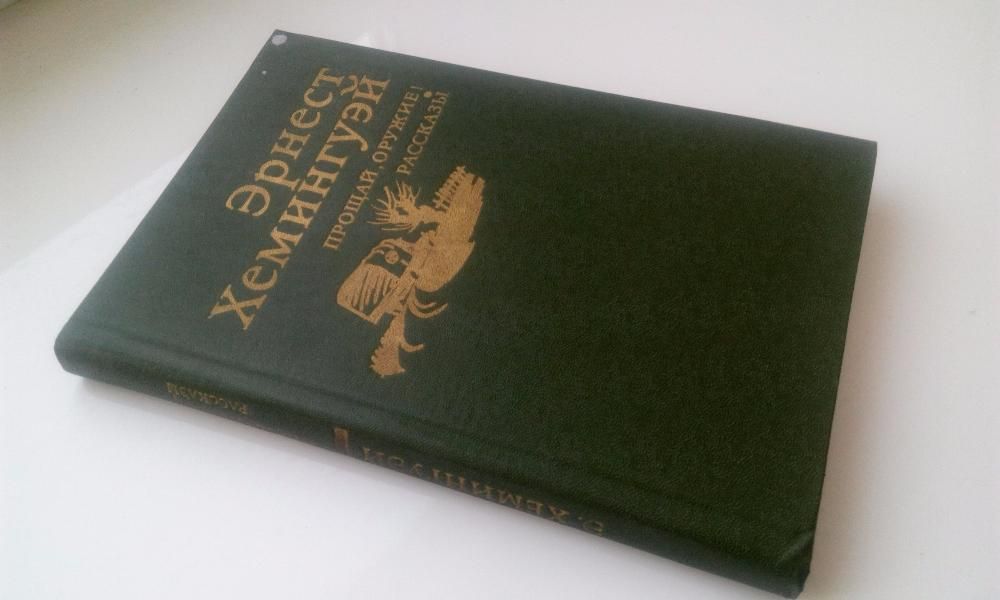 Эрнест
Хемингуэй
ПРОЩАЙ, ОРУЖИЕ!
РАССКАЗЫ
Э. ХЕМИНГУЭЙ
РАССКАЗЫ